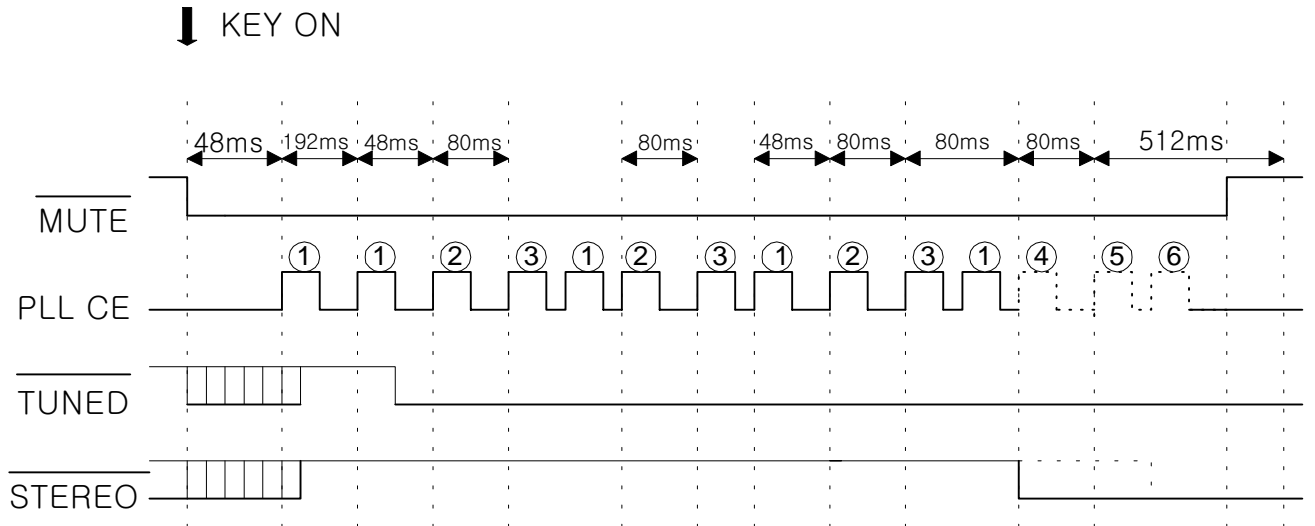 KEY ON
48ms 192ms 48ms 80ms 80ms 48ms 80ms 80ms 80ms 512ms
MUTE
① ① ② ③ ① ② ③ ① ② ③ ① ④ ⑤ ⑥
PLL CE
TUNED
STEREO